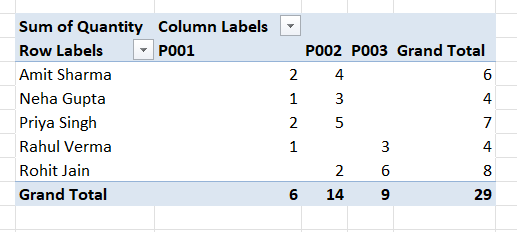 Sum of Quantity Column Labels
Row Labels P001 P002 P003 Grand Total
Amit Sharma 2 4 6
Neha Gupta 1 3 4
Priya Singh 2 5 7
Rahul Verma 1 3 4
Rohit Jain 2 6 8
Grand Total 6 14 9 29